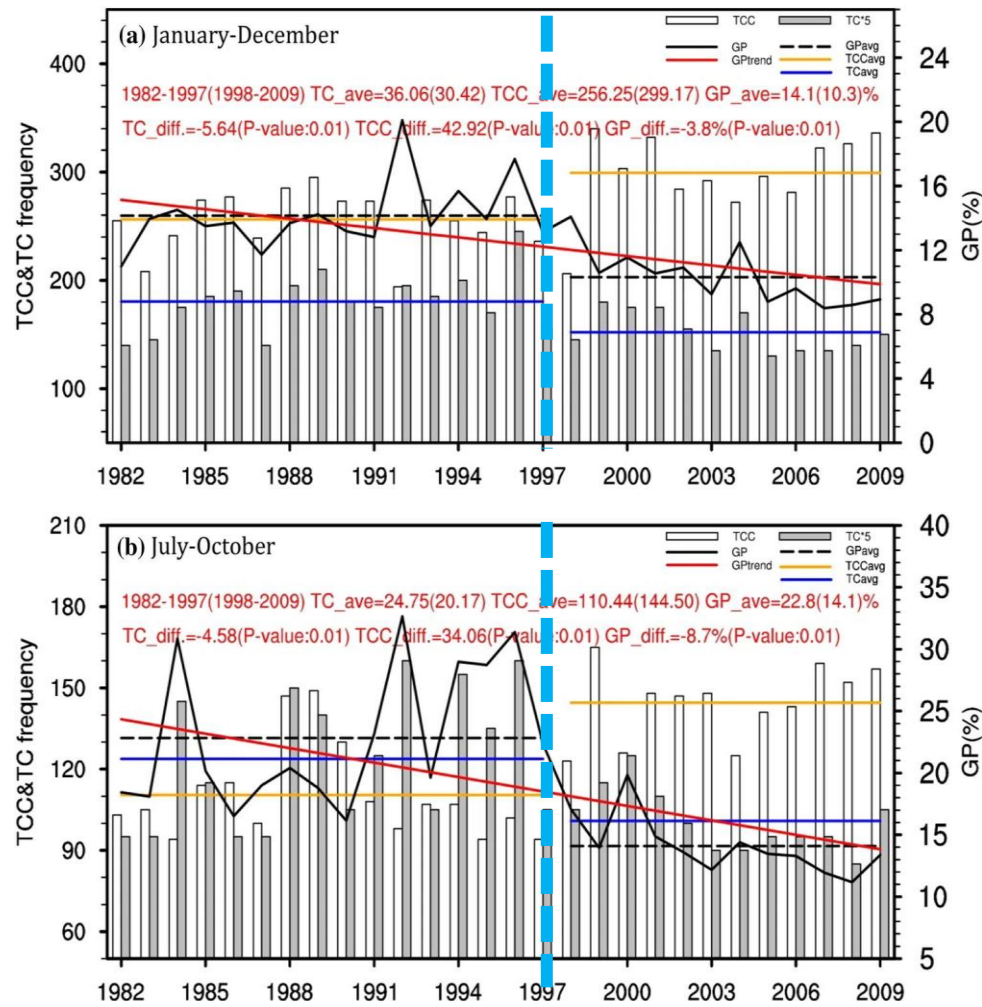 (a) January-December
TCC TC*5
GP GPavg
GPtrend TCCavg
TCavg
1982-1997(1998-2009) TC_ave=36.06(30.42) TCC_ave=256.25(299.17) GP_ave=14.1(10.3)%
TC_diff.=-5.64(P-value:0.01) TCC_diff.=42.92(P-value:0.01) GP_diff.=-3.8%(P-value:0.01)
TCC&TC frequency
400
300
200
100
GP(%)
24
20
16
12
8
4
0
1982 1985 1988 1991 1994 1997 2000 2003 2006 2009
(b) July-October
TCC TC*5
GP GPavg
GPtrend TCCavg
TCavg
1982-1997(1998-2009) TC_ave=24.75(20.17) TCC_ave=110.44(144.50) GP_ave=22.8(14.1)%
TC_diff.=-4.58(P-value:0.01) TCC_diff.=34.06(P-value:0.01) GP_diff.=-8.7%(P-value:0.01)
TCC&TC frequency
210
180
150
120
90
60
GP(%)
40
35
30
25
20
15
10
5
1982 1985 1988 1991 1994 1997 2000 2003 2006 2009